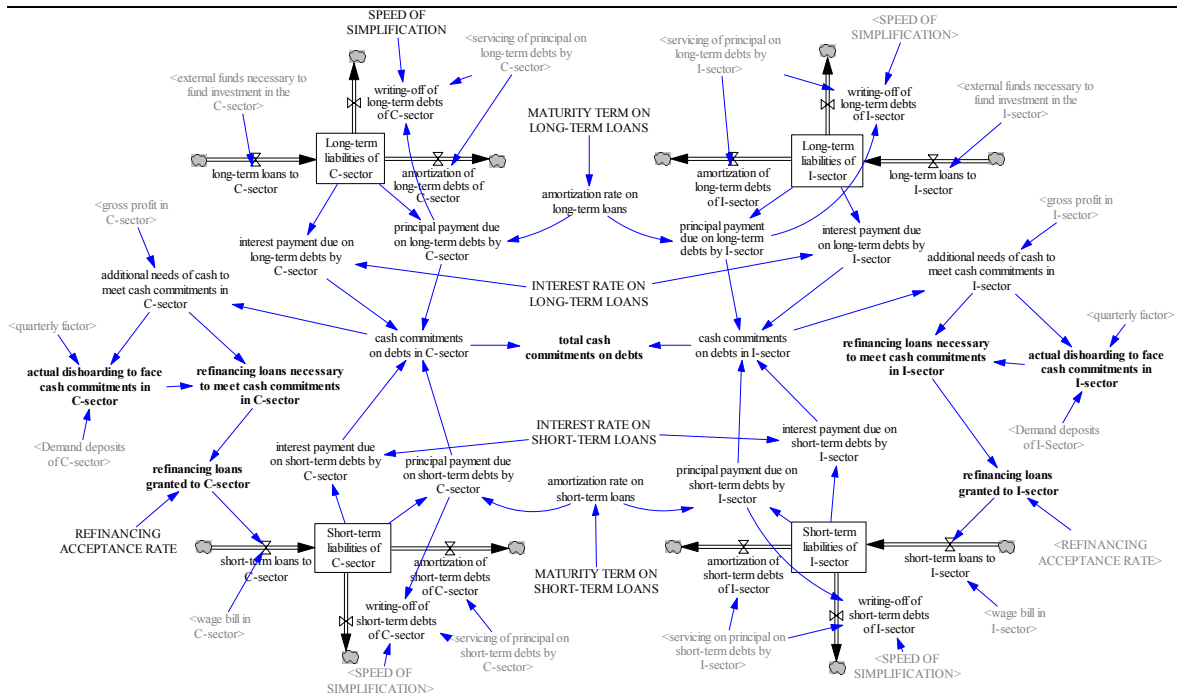 SPEED OF
SIMPLIFICATION
<servicing of principal on
long-term debts by
C-sector>
<external funds necessary to
fund investment in the
C-sector>
writing-off of
long-term debts
of C-sector
Long-term
liabilities of
C-sector
long-term loans to
C-sector
amortization of
long-term debts of
C-sector
MATURITY TERM ON
LONG-TERM LOANS
amortization rate on
long-term loans
<servicing of principal on
long-term debts by
I-sector>
<SPEED OF
SIMPLIFICATION>
writing-off of
long-term debts
of I-sector
<external funds necessary to
fund investment in the
I-sector>
Long-term
liabilities of
I-sector
amortization of
long-term debts
of I-sector
long-term loans to
I-sector
<gross profit in
C-sector>
interest payment due on
long-term debts by
C-sector
principal payment due
on long-term debts by
C-sector
principal payment
due on long-term
debts by I-sector
interest payment due
on long-term debts by
I-sector
<gross profit in
I-sector>
additional needs of cash to
meet cash commitments in
C-sector
INTEREST RATE ON
LONG-TERM LOANS
additional needs of cash to
meet cash commitments in
I-sector
<quarterly factor>
cash commitments
on debts in C-sector
total cash
commitments on debts
cash commitments
on debts in I-sector
<quarterly factor>
actual dishoarding to face
cash commitments in
C-sector
refinancing loans necessary
to meet cash commitments
in C-sector
refinancing loans necessary
to meet cash commitments
in I-sector
actual dishoarding to face
cash commitments in
I-sector
<Demand deposits
of C-sector>
interest payment due
on short-term debts by
C-sector
principal payment due
on short-term debts by
C-sector
INTEREST RATE ON
SHORT-TERM LOANS
interest payment due on
short-term debts by
I-sector
<Demand deposits
of I-Sector>
refinancing loans
granted to C-sector
amortization rate on
short-term loans
principal payment due on
short-term debts by
I-sector
refinancing loans
granted to I-sector
REFINANCING
ACCEPTANCE RATE
Short-term
liabilities of
C-sector
short-term loans to
C-sector
amortization of
short-term debts
of C-sector
MATURITY TERM ON
SHORT-TERM LOANS
Short-term
liabilities of
I-sector
amortization of
short-term debts of
I-sector
short-term loans to
I-sector
<REFINANCING
ACCEPTANCE RATE>
<wage bill in
C-sector>
writing-off of
short-term debts
of C-sector
<servicing of principal on
short-term debts by
C-sector>
<SPEED OF
SIMPLIFICATION>
<servicing on principal on
short-term debts by
I-sector>
writing-off of
short-term debts
of I-sector
<wage bill in
I-sector>
<SPEED OF
SIMPLIFICATION>